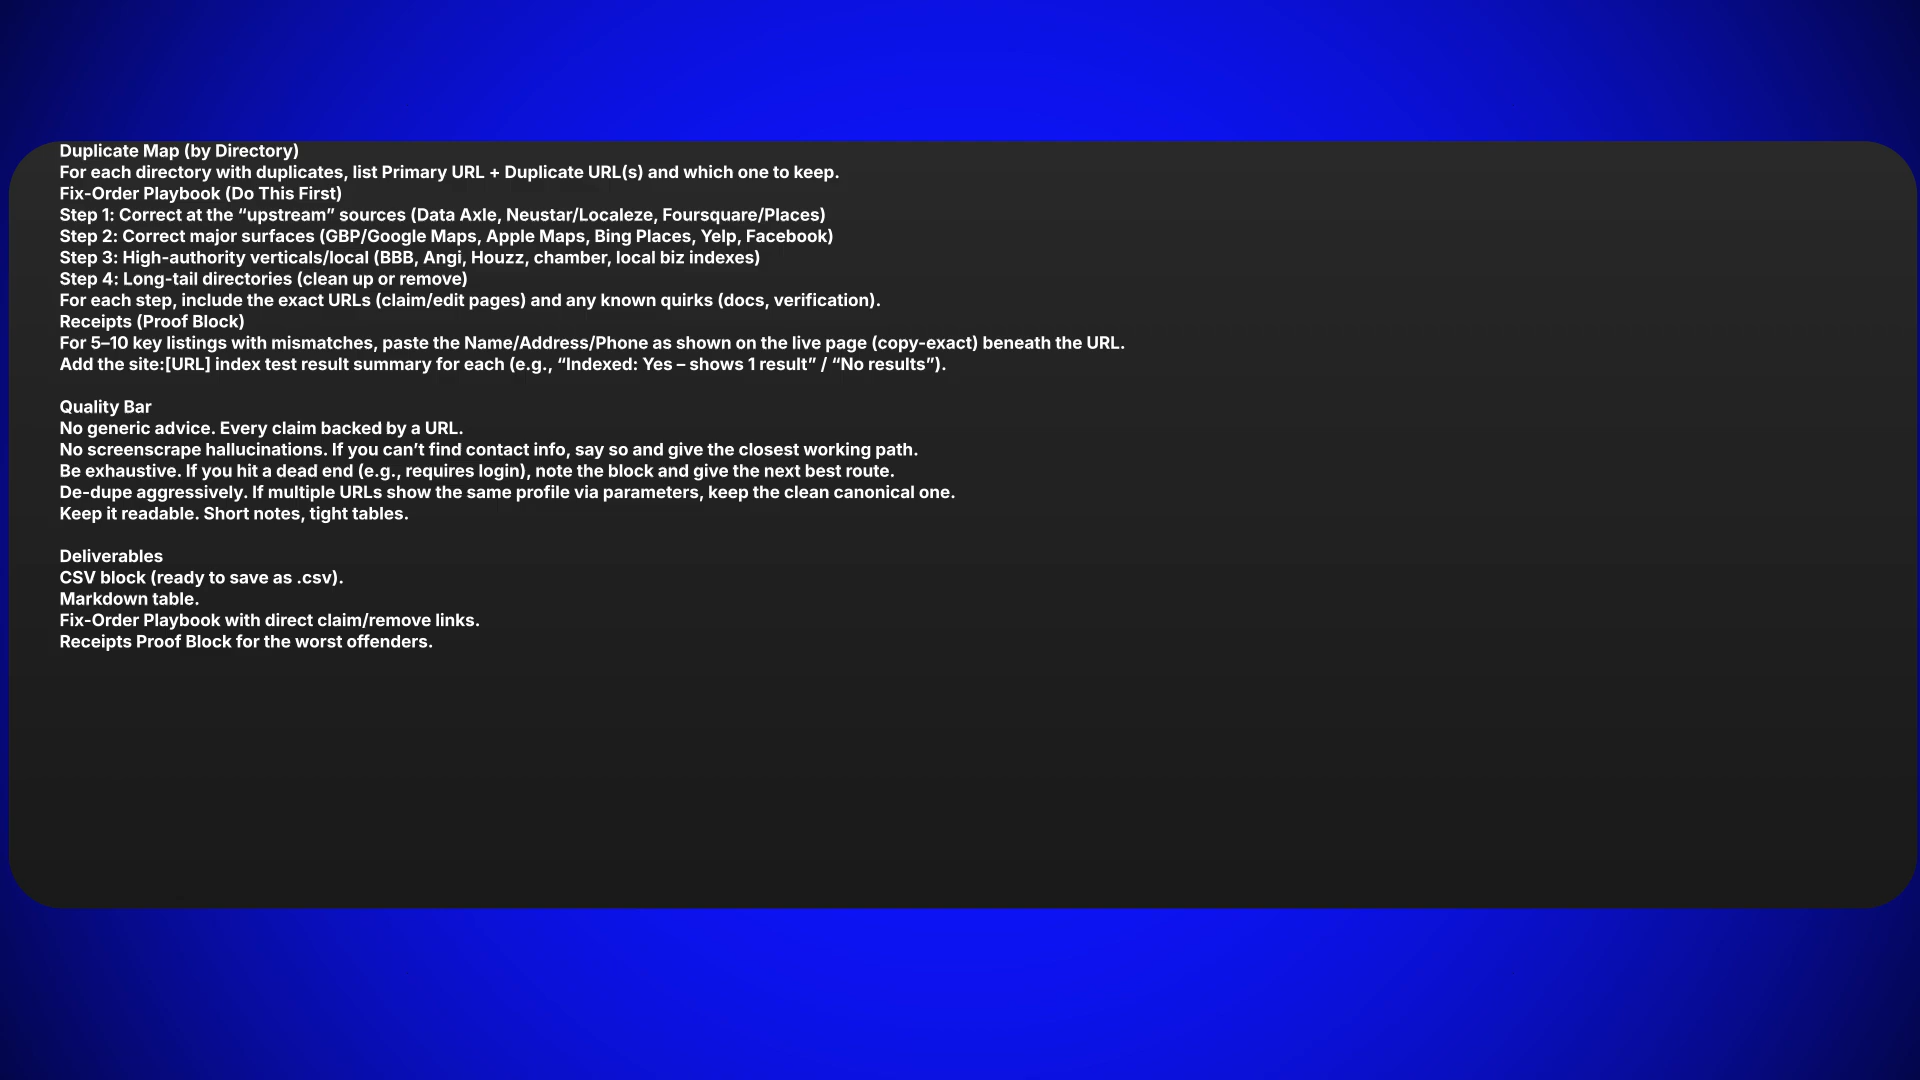 Duplicate Map (by Directory)
For each directory with duplicates, list Primary URL + Duplicate URL(s) and which one to keep.
Fix-Order Playbook (Do This First)
Step 1: Correct at the “upstream” sources (Data Axle, Neustar/Localeze, Foursquare/Places)
Step 2: Correct major surfaces (GBP/Google Maps, Apple Maps, Bing Places, Yelp, Facebook)
Step 3: High-authority verticals/local (BBB, Angi, Houzz, chamber, local biz indexes)
Step 4: Long-tail directories (clean up or remove)
For each step, include the exact URLs (claim/edit pages) and any known quirks (docs, verification).
Receipts (Proof Block)
For 5–10 key listings with mismatches, paste the Name/Address/Phone as shown on the live page (copy-exact) beneath the URL.
Add the site:[URL] index test result summary for each (e.g., “Indexed: Yes – shows 1 result” / “No results”).

Quality Bar
No generic advice. Every claim backed by a URL.
No screenscrape hallucinations. If you can’t find contact info, say so and give the closest working path.
Be exhaustive. If you hit a dead end (e.g., requires login), note the block and give the next best route.
De-dupe aggressively. If multiple URLs show the same profile via parameters, keep the clean canonical one.
Keep it readable. Short notes, tight tables.

Deliverables
CSV block (ready to save as .csv).
Markdown table.
Fix-Order Playbook with direct claim/remove links.
Receipts Proof Block for the worst offenders.